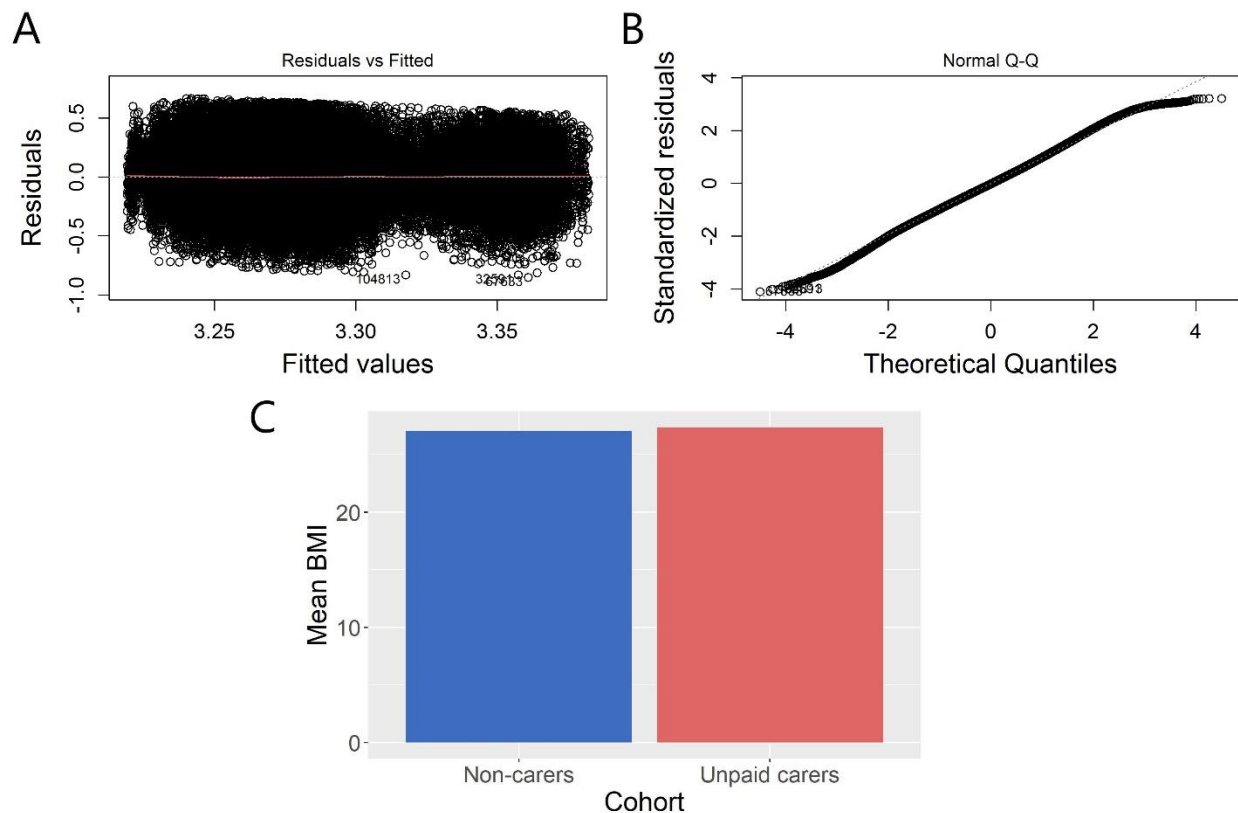 A
Residuals vs Fitted
Residuals
0.5
0.0
-0.5
-1.0
104813
3.25
3.30
3.35
Fitted values
B
Normal Q-Q
Standardized residuals
4
2
0
-2
-4
-4
-2
0
2
4
Theoretical Quantiles
C
Mean BMI
20
10
0
Non-carers
Unpaid carers
Cohort